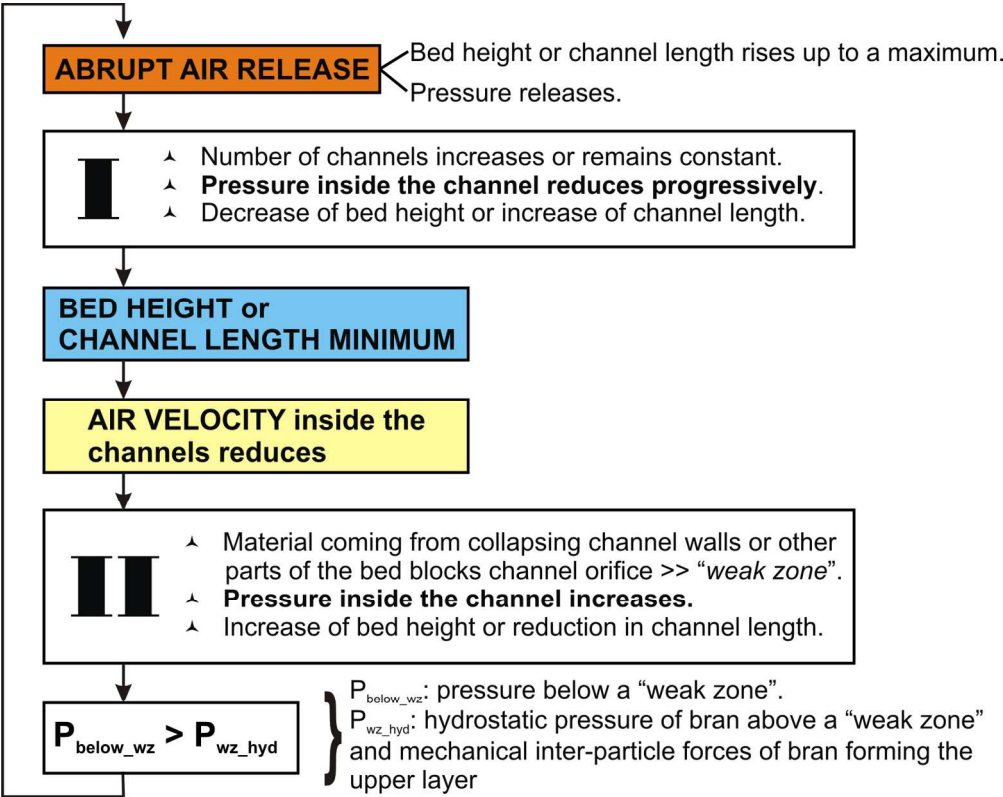 ABRUPT AIR RELEASE
Bed height or channel length rises up to a maximum.
Pressure releases.
I
Number of channels increases or remains constant.
Pressure inside the channel reduces progressively.
Decrease of bed height or increase of channel length.
BED HEIGHT or
CHANNEL LENGTH MINIMUM
AIR VELOCITY inside the
channels reduces
II
Material coming from collapsing channel walls or other
parts of the bed blocks channel orifice >> “weak zone”.
Pressure inside the channel increases.
Increase of bed height or reduction in channel length.
P below_wz > P wz_hyd
P below_wz: pressure below a “weak zone”.
P wz_hyd: hydrostatic pressure of bran above a “weak zone”
and mechanical inter-particle forces of bran forming the
upper layer